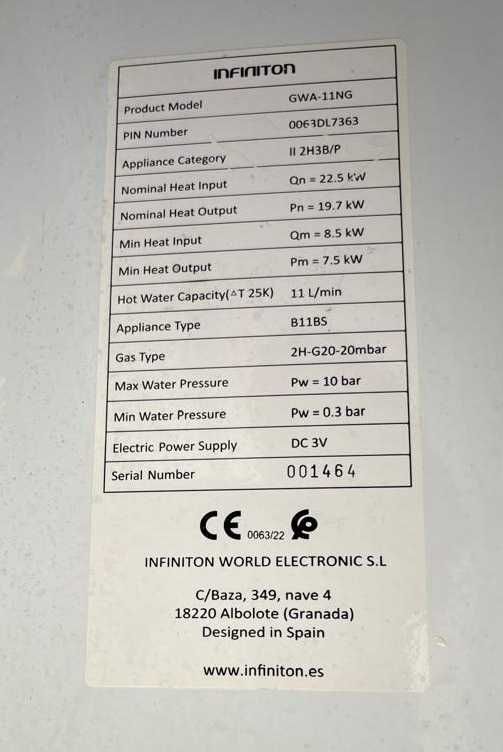 INFINITON
Product Model GWA-11NG
PIN Number 0063DL7363
Appliance Category II 2H3B/P
Nominal Heat Input Qn = 22.5 kW
Nominal Heat Output Pn = 19.7 kW
Min Heat Input Qm = 8.5 kW
Min Heat Output Pm = 7.5 kW
Hot Water Capacity(△T 25K) 11 L/min
Appliance Type B11BS
Gas Type 2H-G20-20mbar
Max Water Pressure Pw = 10 bar
Min Water Pressure Pw = 0.3 bar
Electric Power Supply DC 3V
Serial Number 001464
CE 0063/22
INFINITON WORLD ELECTRONIC S.L
C/Baza, 349, nave 4
18220 Albolote (Granada)
Designed in Spain
www.infiniton.es